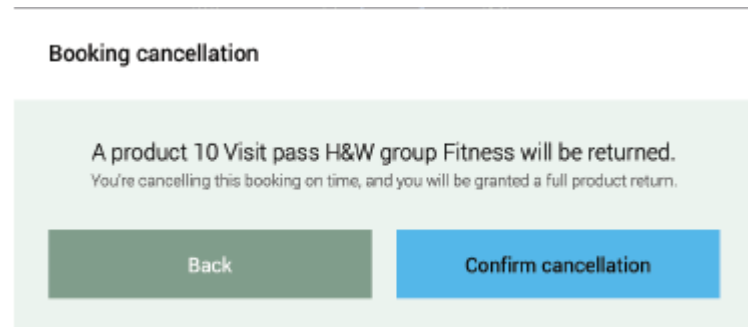 Booking cancellation
A product 10 Visit pass H&W group Fitness will be returned.
You're cancelling this booking on time, and you will be granted a full product return.
Back
Confirm cancellation